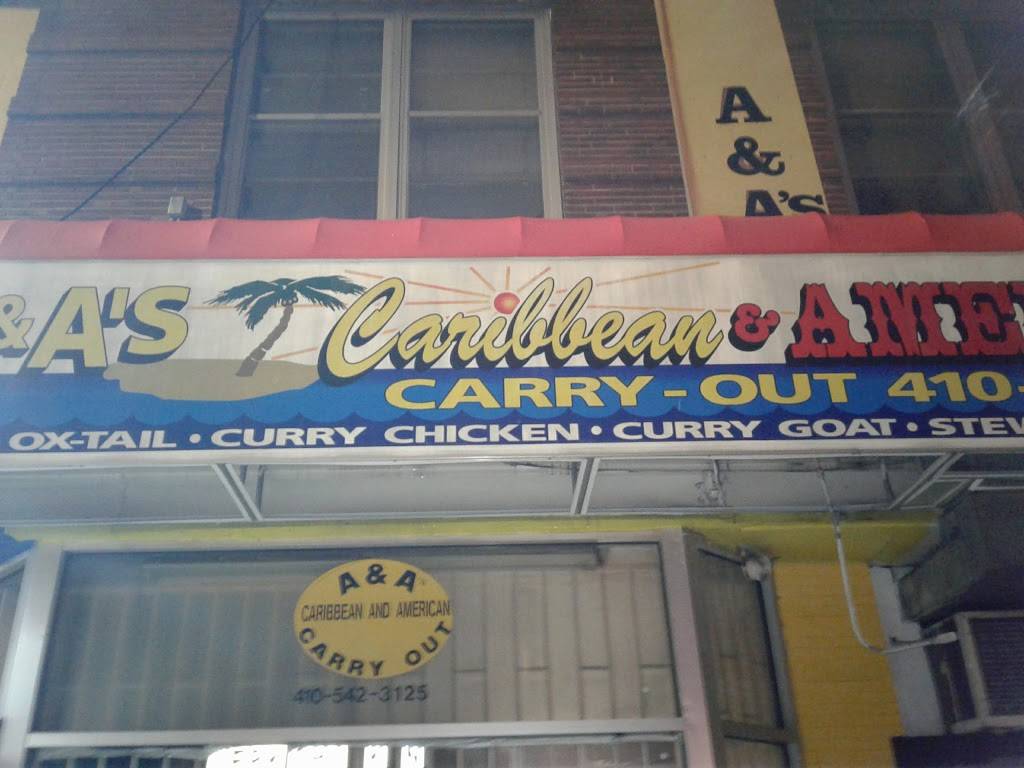 A
&
A'S
& A'S Caribbean & AME
CARRY-OUT 410-
OX-TAIL • CURRY CHICKEN • CURRY GOAT • STEW
A & A
CARIBBEAN AND AMERICAN
CARRY OUT
410-542-3125